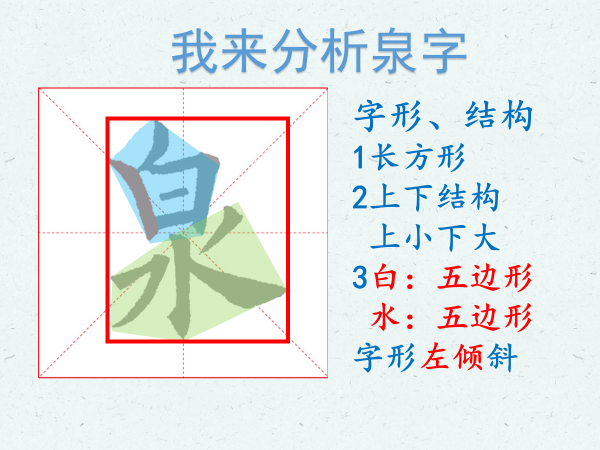 我来分析泉字
泉
字形、结构
1长方形
2上下结构
上小下大
3白：五边形
水：五边形
字形左倾斜